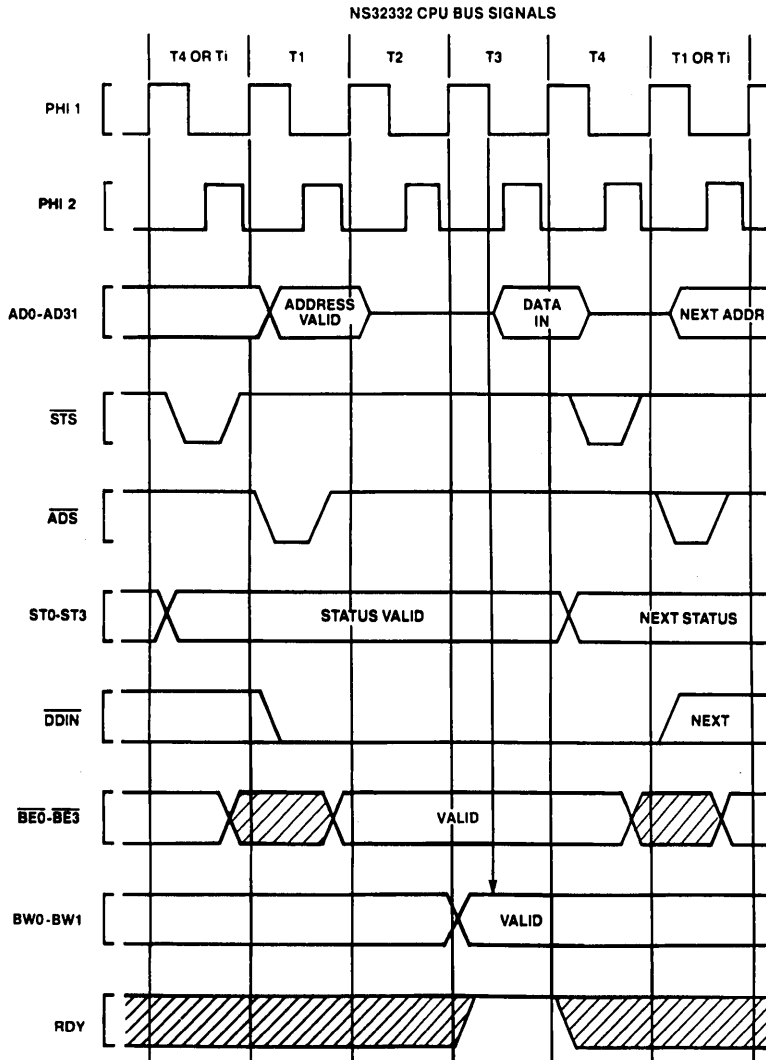 NS32332 CPU BUS SIGNALS
T4 OR Ti T1 T2 T3 T4 T1 OR Ti
PHI 1
PHI 2
AD0-AD31 ADDRESS VALID DATA IN NEXT ADDR
STS
ADS
ST0-ST3 STATUS VALID NEXT STATUS
DDIN NEXT
BE0-BE3 VALID
BW0-BW1 VALID
RDY